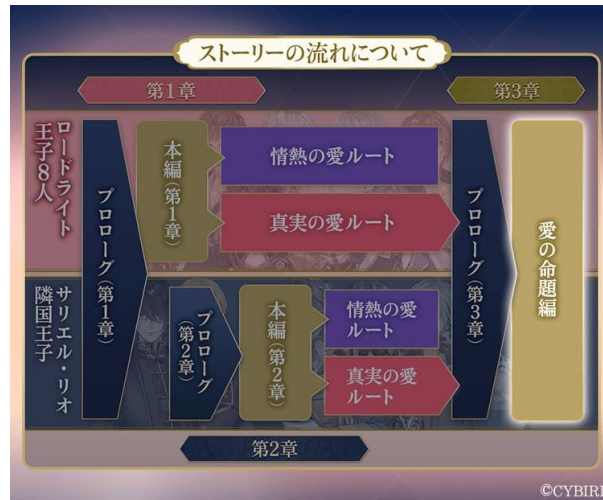 ストーリーの流れについて
第1章
第3章
ロードライト
王子8人
プロローグ(第1章)
本編(第1章)
情熱の愛ルート
真実の愛ルート
プロローグ(第3章)
愛の命題編
サリエル・リオ
隣国王子
プロローグ
(第2章)
本編(第2章)
情熱の愛
ルート
真実の愛
ルート
第2章
©CYBIRD